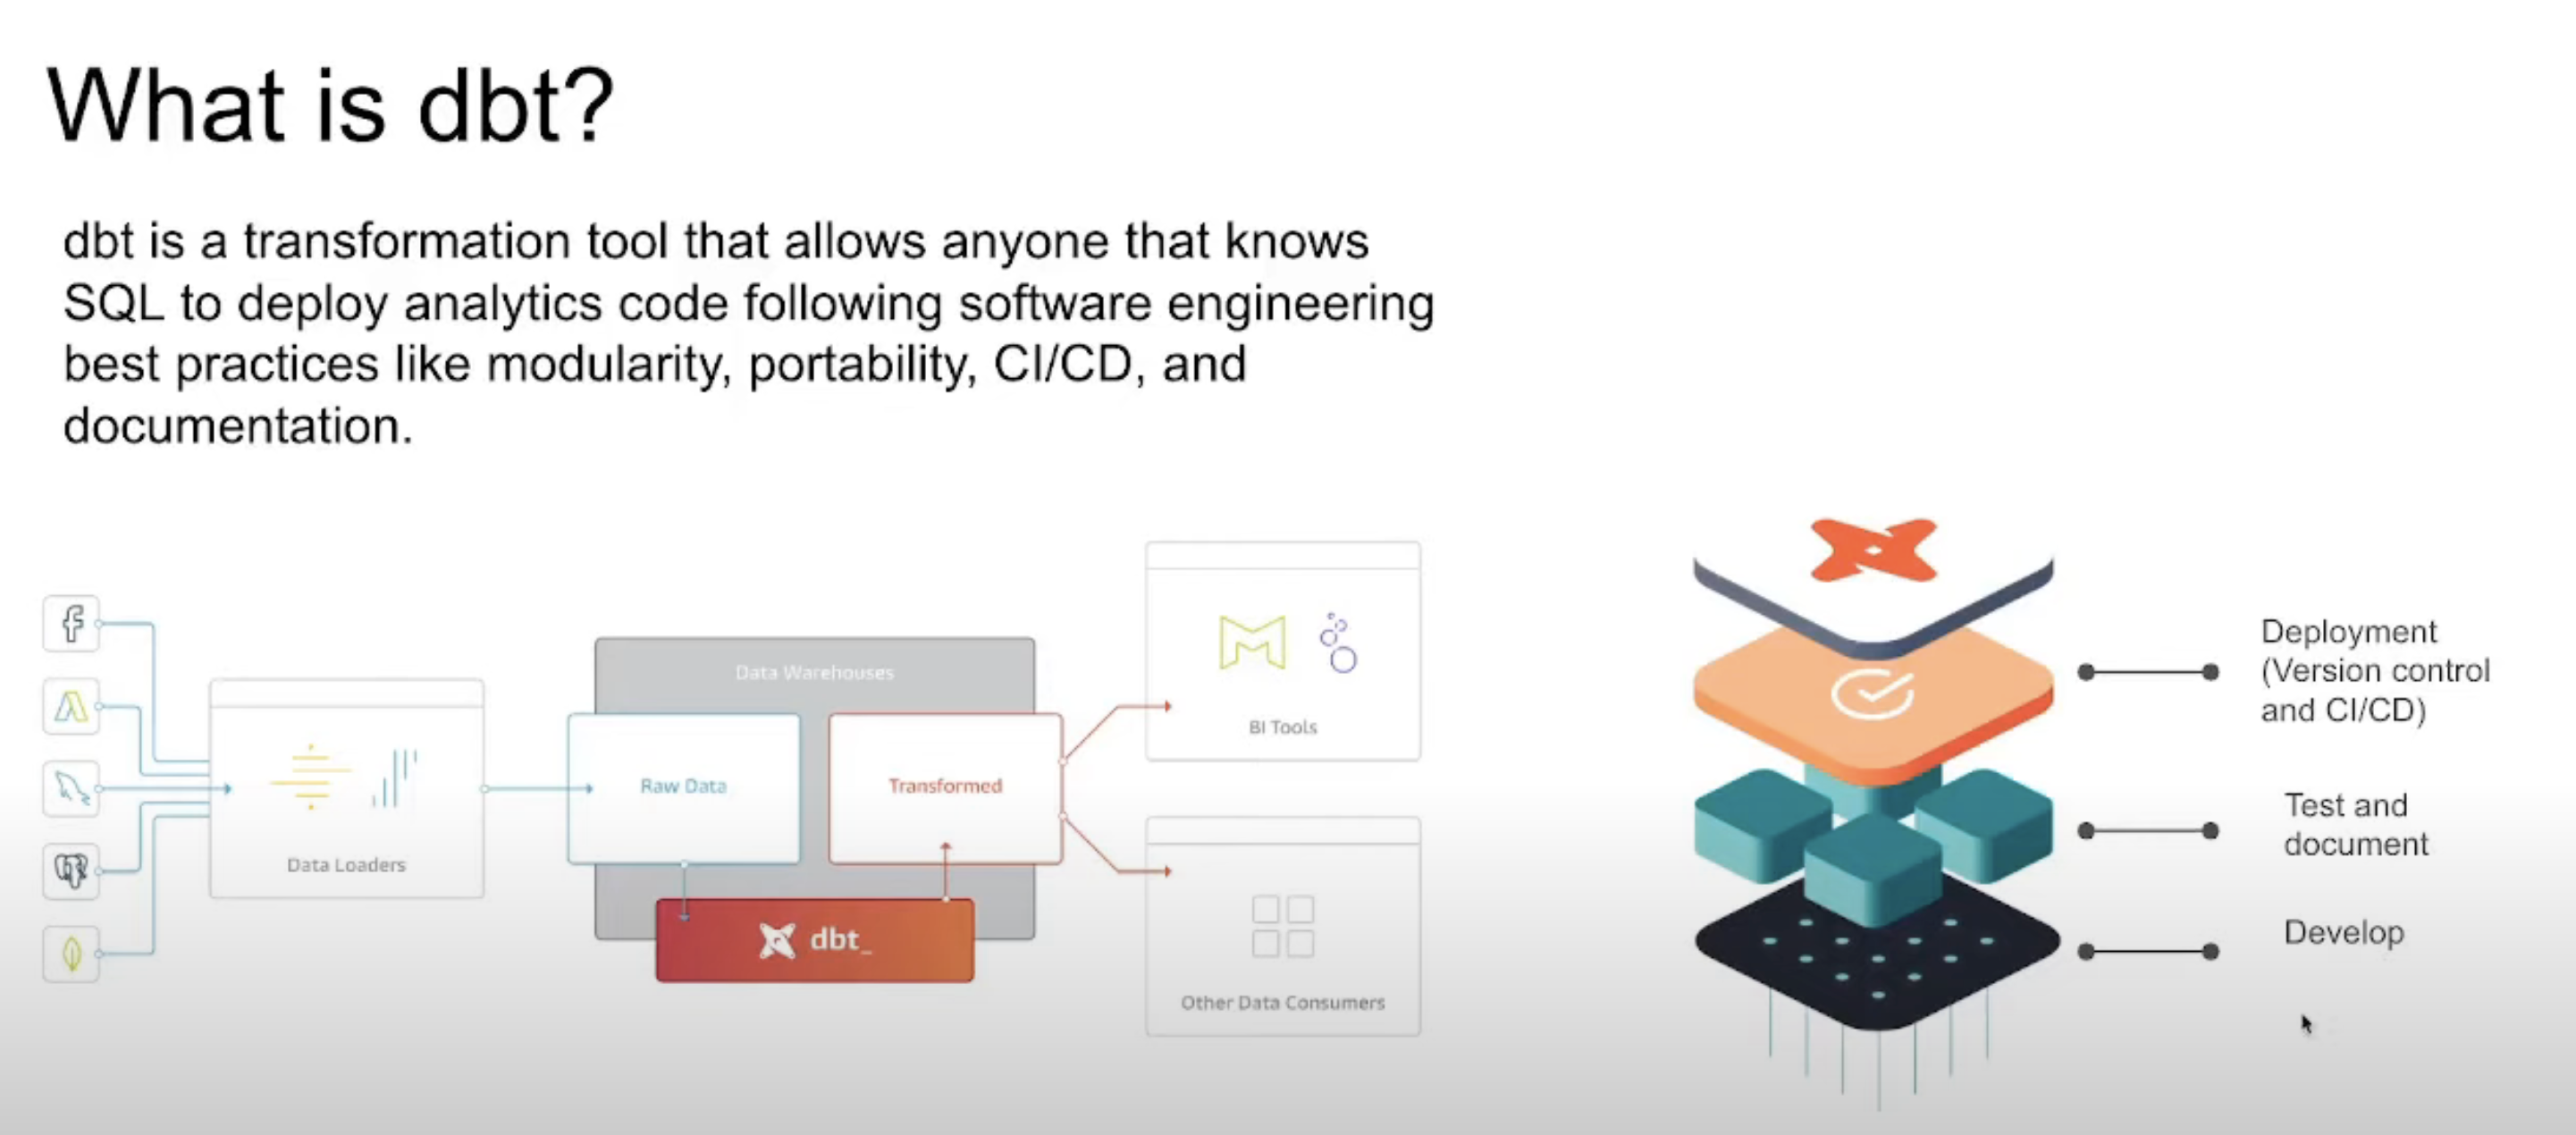 What is dbt?
dbt is a transformation tool that allows anyone that knows
SQL to deploy analytics code following software engineering
best practices like modularity, portability, CI/CD, and
documentation.
Data Loaders
Data Warehouses
Raw Data
Transformed
dbt_
BI Tools
Other Data Consumers
Deployment
(Version control
and CI/CD)
Test and
document
Develop